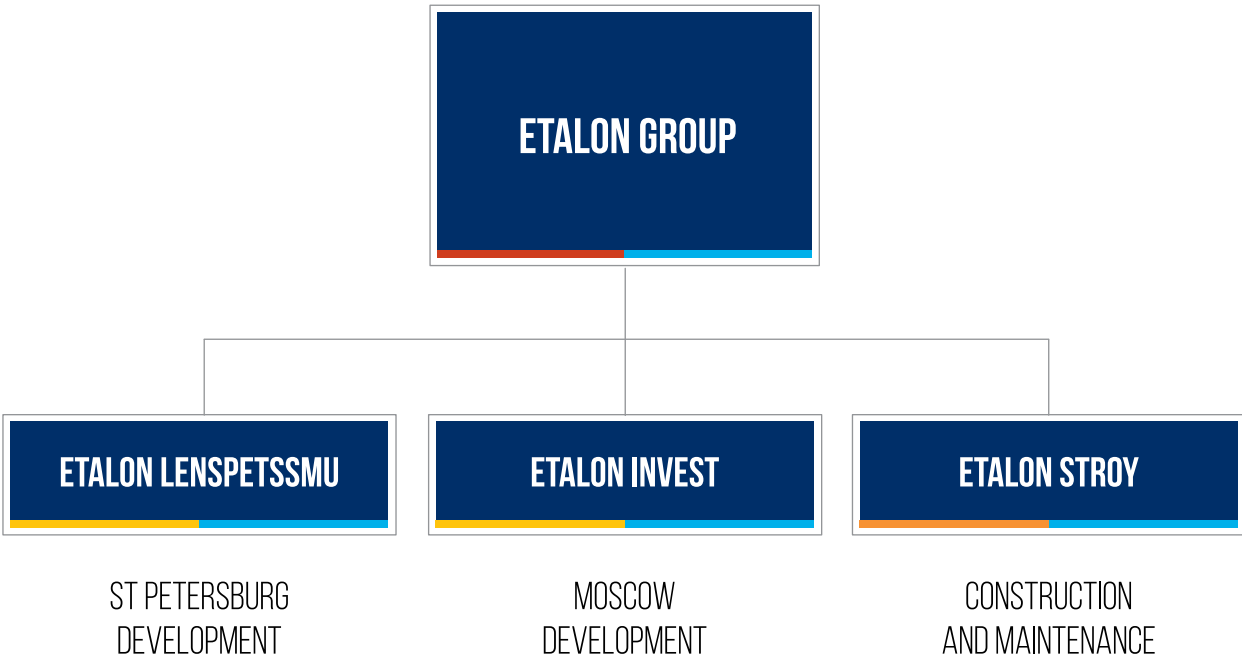 ETALON GROUP
ETALON LENSPETSSMU
ETALON INVEST
ETALON STROY
ST PETERSBURG
DEVELOPMENT
MOSCOW
DEVELOPMENT
CONSTRUCTION
AND MAINTENANCE